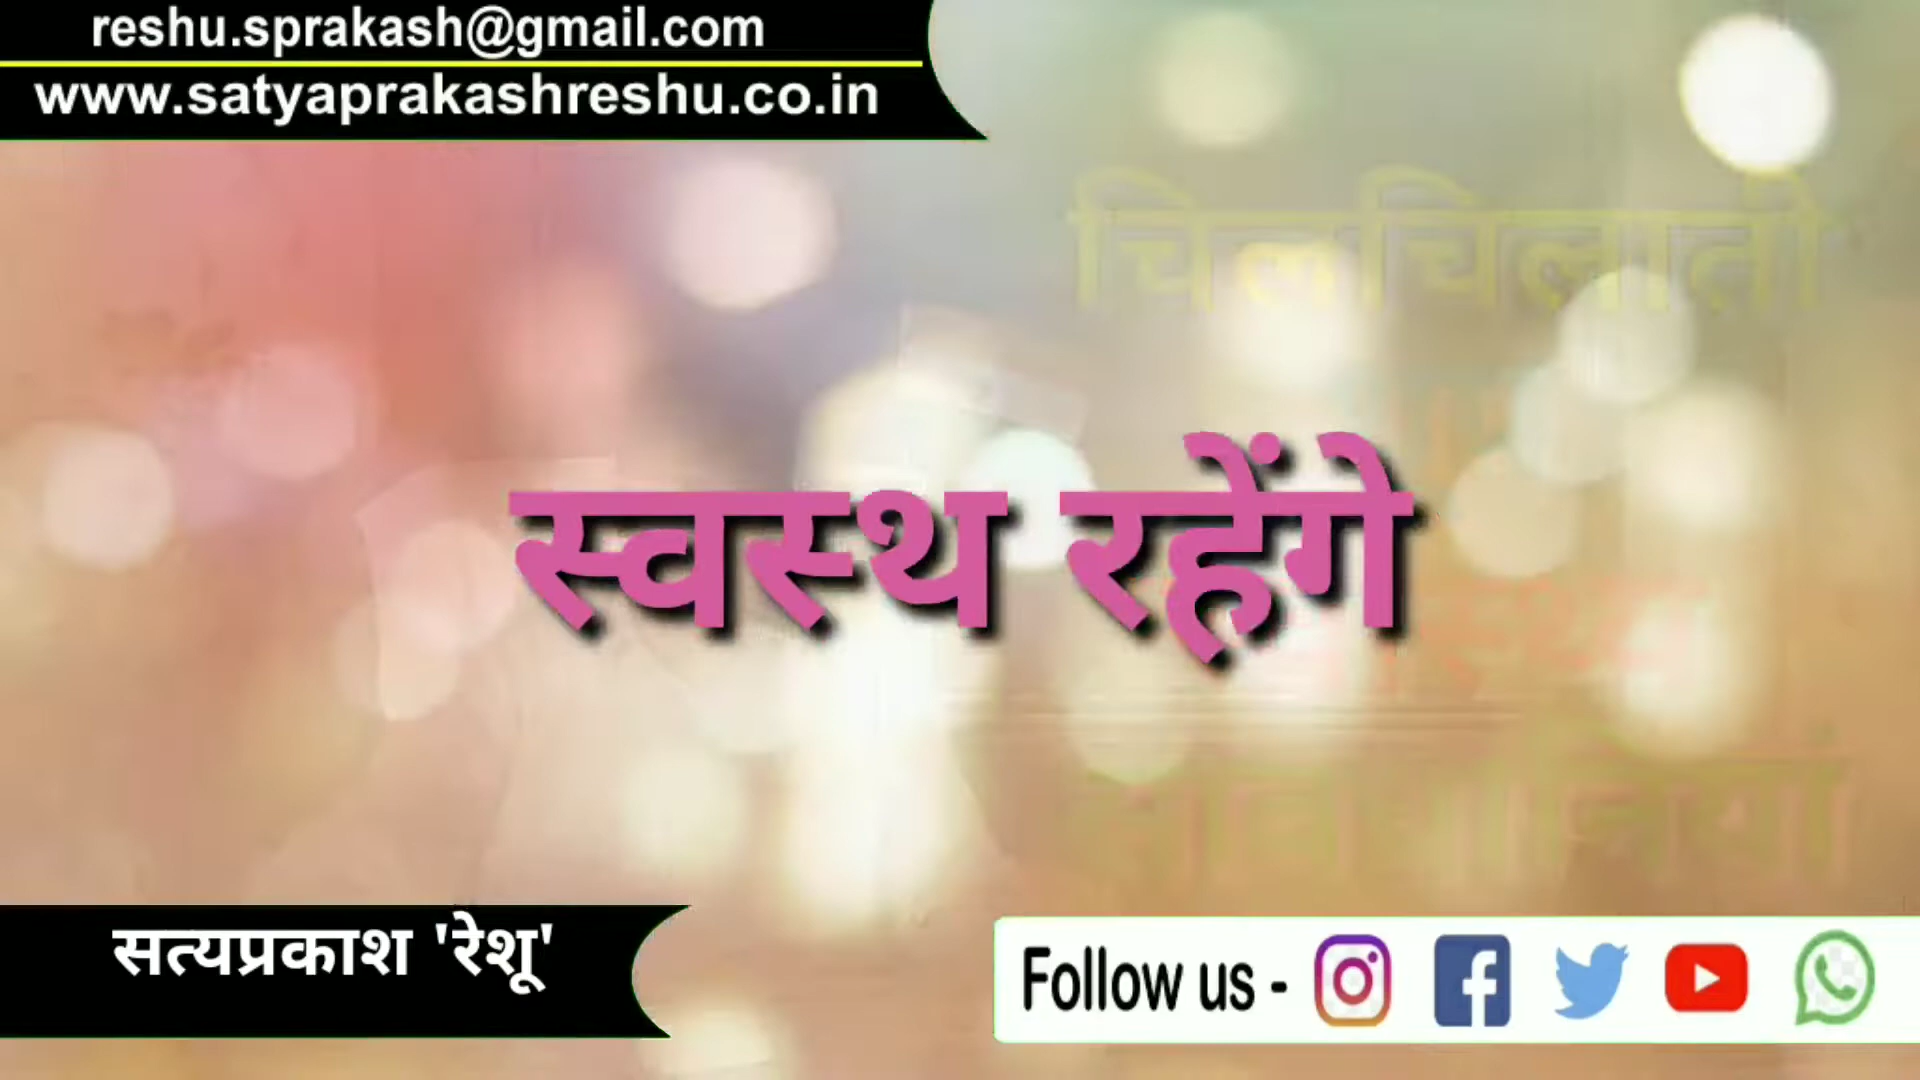 reshu.sprakash@gmail.com
www.satyaprakashreshu.co.in
चिलचिलाती
स्वस्थ रहेंगे
सत्यप्रकाश 'रेशू'
Follow us -